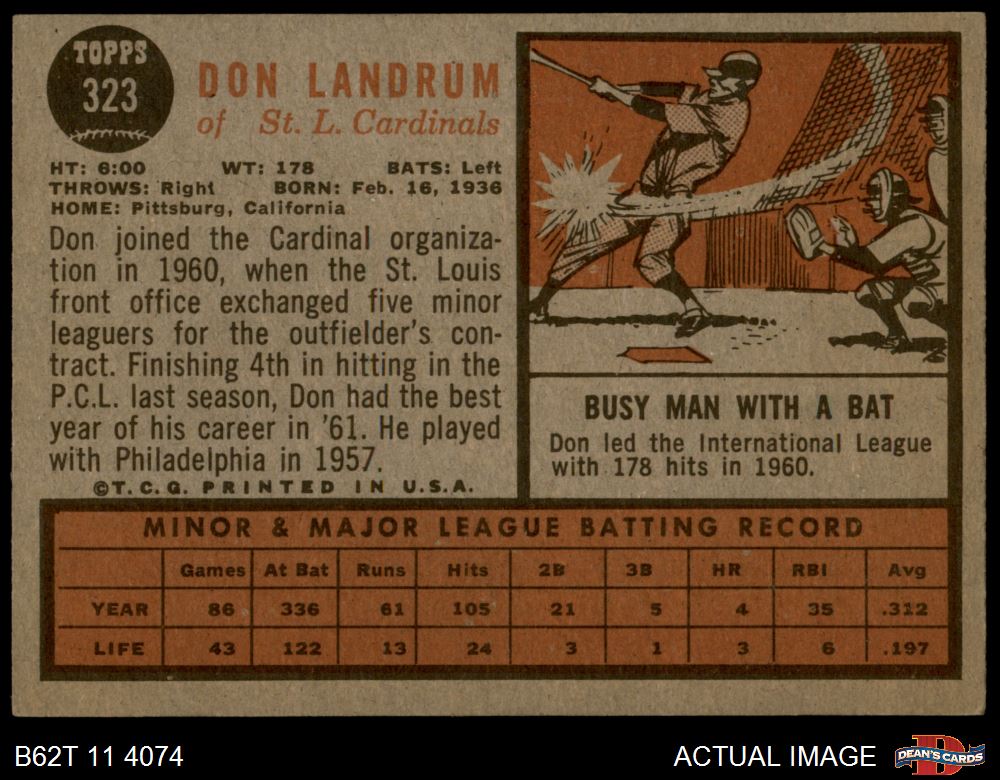 TOPPS
323
DON LANDRUM
of St. L. Cardinals
HT: 6:00 WT: 178 BATS: Left
THROWS: Right BORN: Feb. 16, 1936
HOME: Pittsburg, California
Don joined the Cardinal organiza-
tion in 1960, when the St. Louis
front office exchanged five minor
leaguers for the outfielder's con-
tract. Finishing 4th in hitting in the
P.C.L. last season, Don had the best
year of his career in '61. He played
with Philadelphia in 1957.
©T.C.G. PRINTED IN U.S.A.
BUSY MAN WITH A BAT
Don led the International League
with 178 hits in 1960.
MINOR & MAJOR LEAGUE BATTING RECORD
Games At Bat Runs Hits 2B 3B HR RBI Avg
YEAR 86 336 61 105 21 5 4 35 .312
LIFE 43 122 13 24 3 1 3 6 .197
B62T 11 4074 ACTUAL IMAGE
D
DEAN'S CARDS